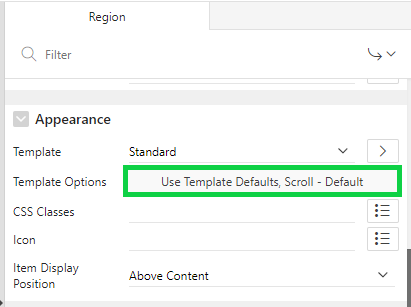 Region
Filter
Appearance
Template Standard
Template Options Use Template Defaults, Scroll - Default
CSS Classes
Icon
Item Display Position Above Content